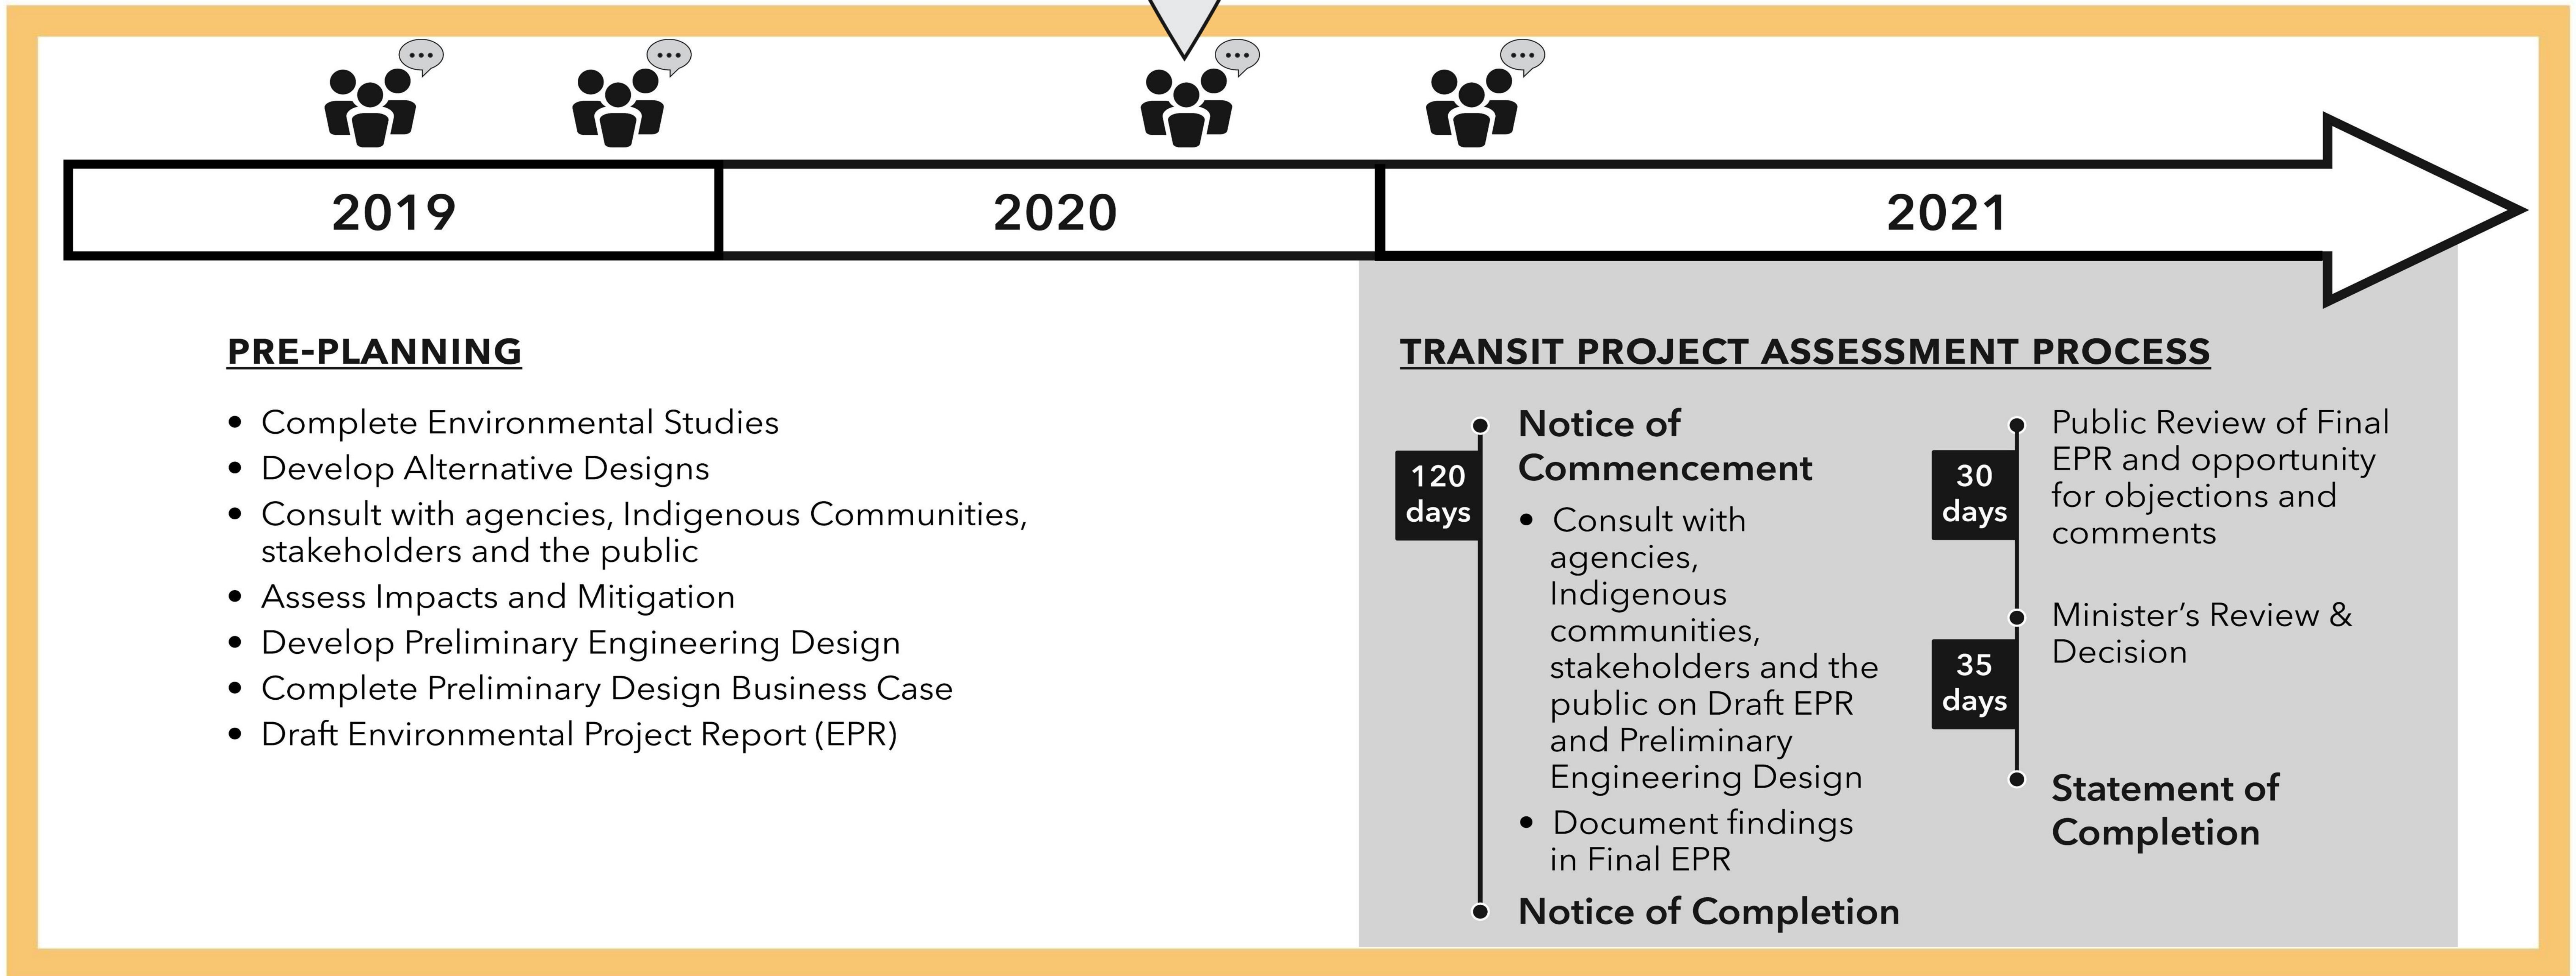 2019
2020
2021
PRE-PLANNING
• Complete Environmental Studies
• Develop Alternative Designs
• Consult with agencies, Indigenous Communities,
stakeholders and the public
• Assess Impacts and Mitigation
• Develop Preliminary Engineering Design
• Complete Preliminary Design Business Case
• Draft Environmental Project Report (EPR)
TRANSIT PROJECT ASSESSMENT PROCESS
120
days
Notice of
Commencement
• Consult with
agencies,
Indigenous
communities,
stakeholders and the
public on Draft EPR
and Preliminary
Engineering Design
• Document findings
in Final EPR
Notice of Completion
30
days
Public Review of Final
EPR and opportunity
for objections and
comments
Minister’s Review &
Decision
35
days
Statement of
Completion